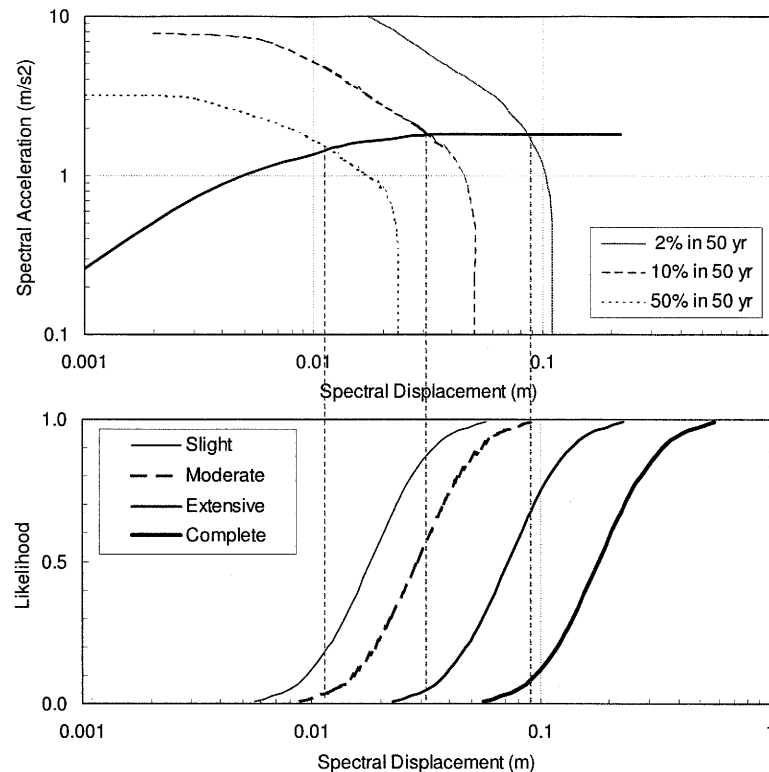 10
1
0.1
Spectral Acceleration (m/s2)
2% in 50 yr
10% in 50 yr
50% in 50 yr
0.001
0.01
0.1
Spectral Displacement (m)
1.0
0.5
0.0
Likelihood
Slight
Moderate
Extensive
Complete
0.001
0.01
0.1
Spectral Displacement (m)